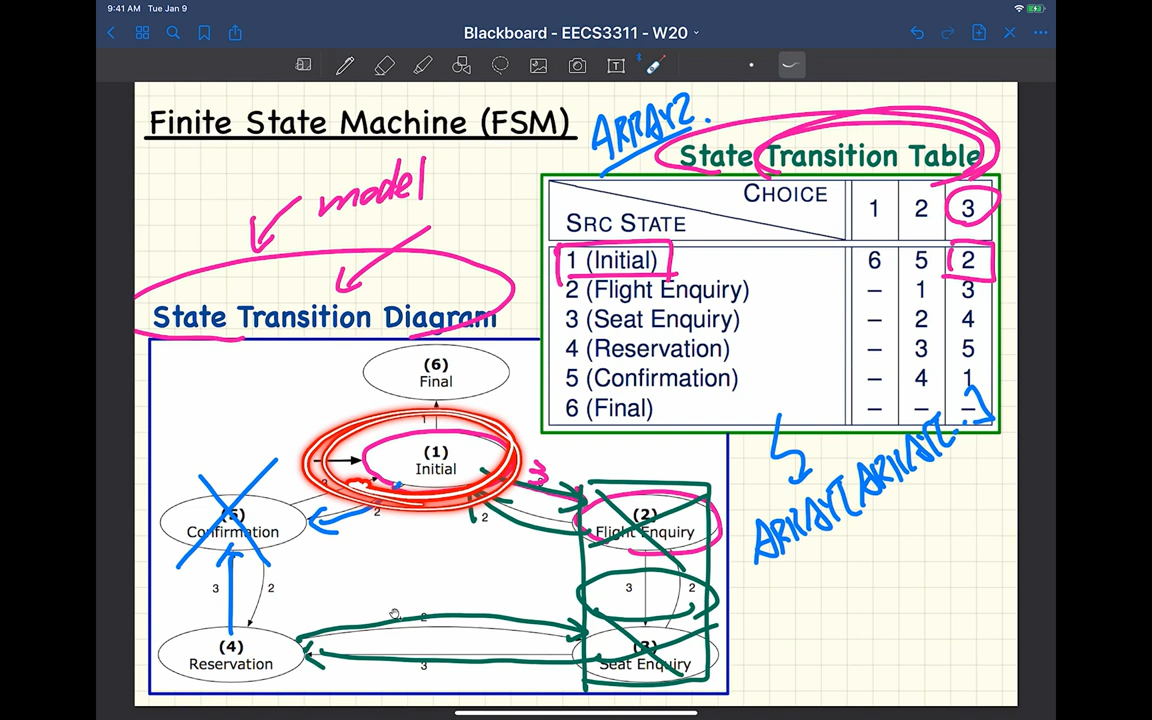 9:41 AM Tue Jan 9
Blackboard - EECS3311 - W20
Finite State Machine (FSM)
ARRAY2.
State Transition Table
model
CHOICE
SRC STATE
1 2 3
1 (Initial) 6 5 2
2 (Flight Enquiry) – 1 3
3 (Seat Enquiry) – 2 4
4 (Reservation) – 3 5
5 (Confirmation) – 4 1
6 (Final) – – –
State Transition Diagram
(6)
Final
1
(1)
Initial
3
2
2
(5)
Confirmation
(2)
Flight Enquiry
ARRAY[ARRAY[..]
3
2
3
2
2
(4)
Reservation
(3)
Seat Enquiry
3